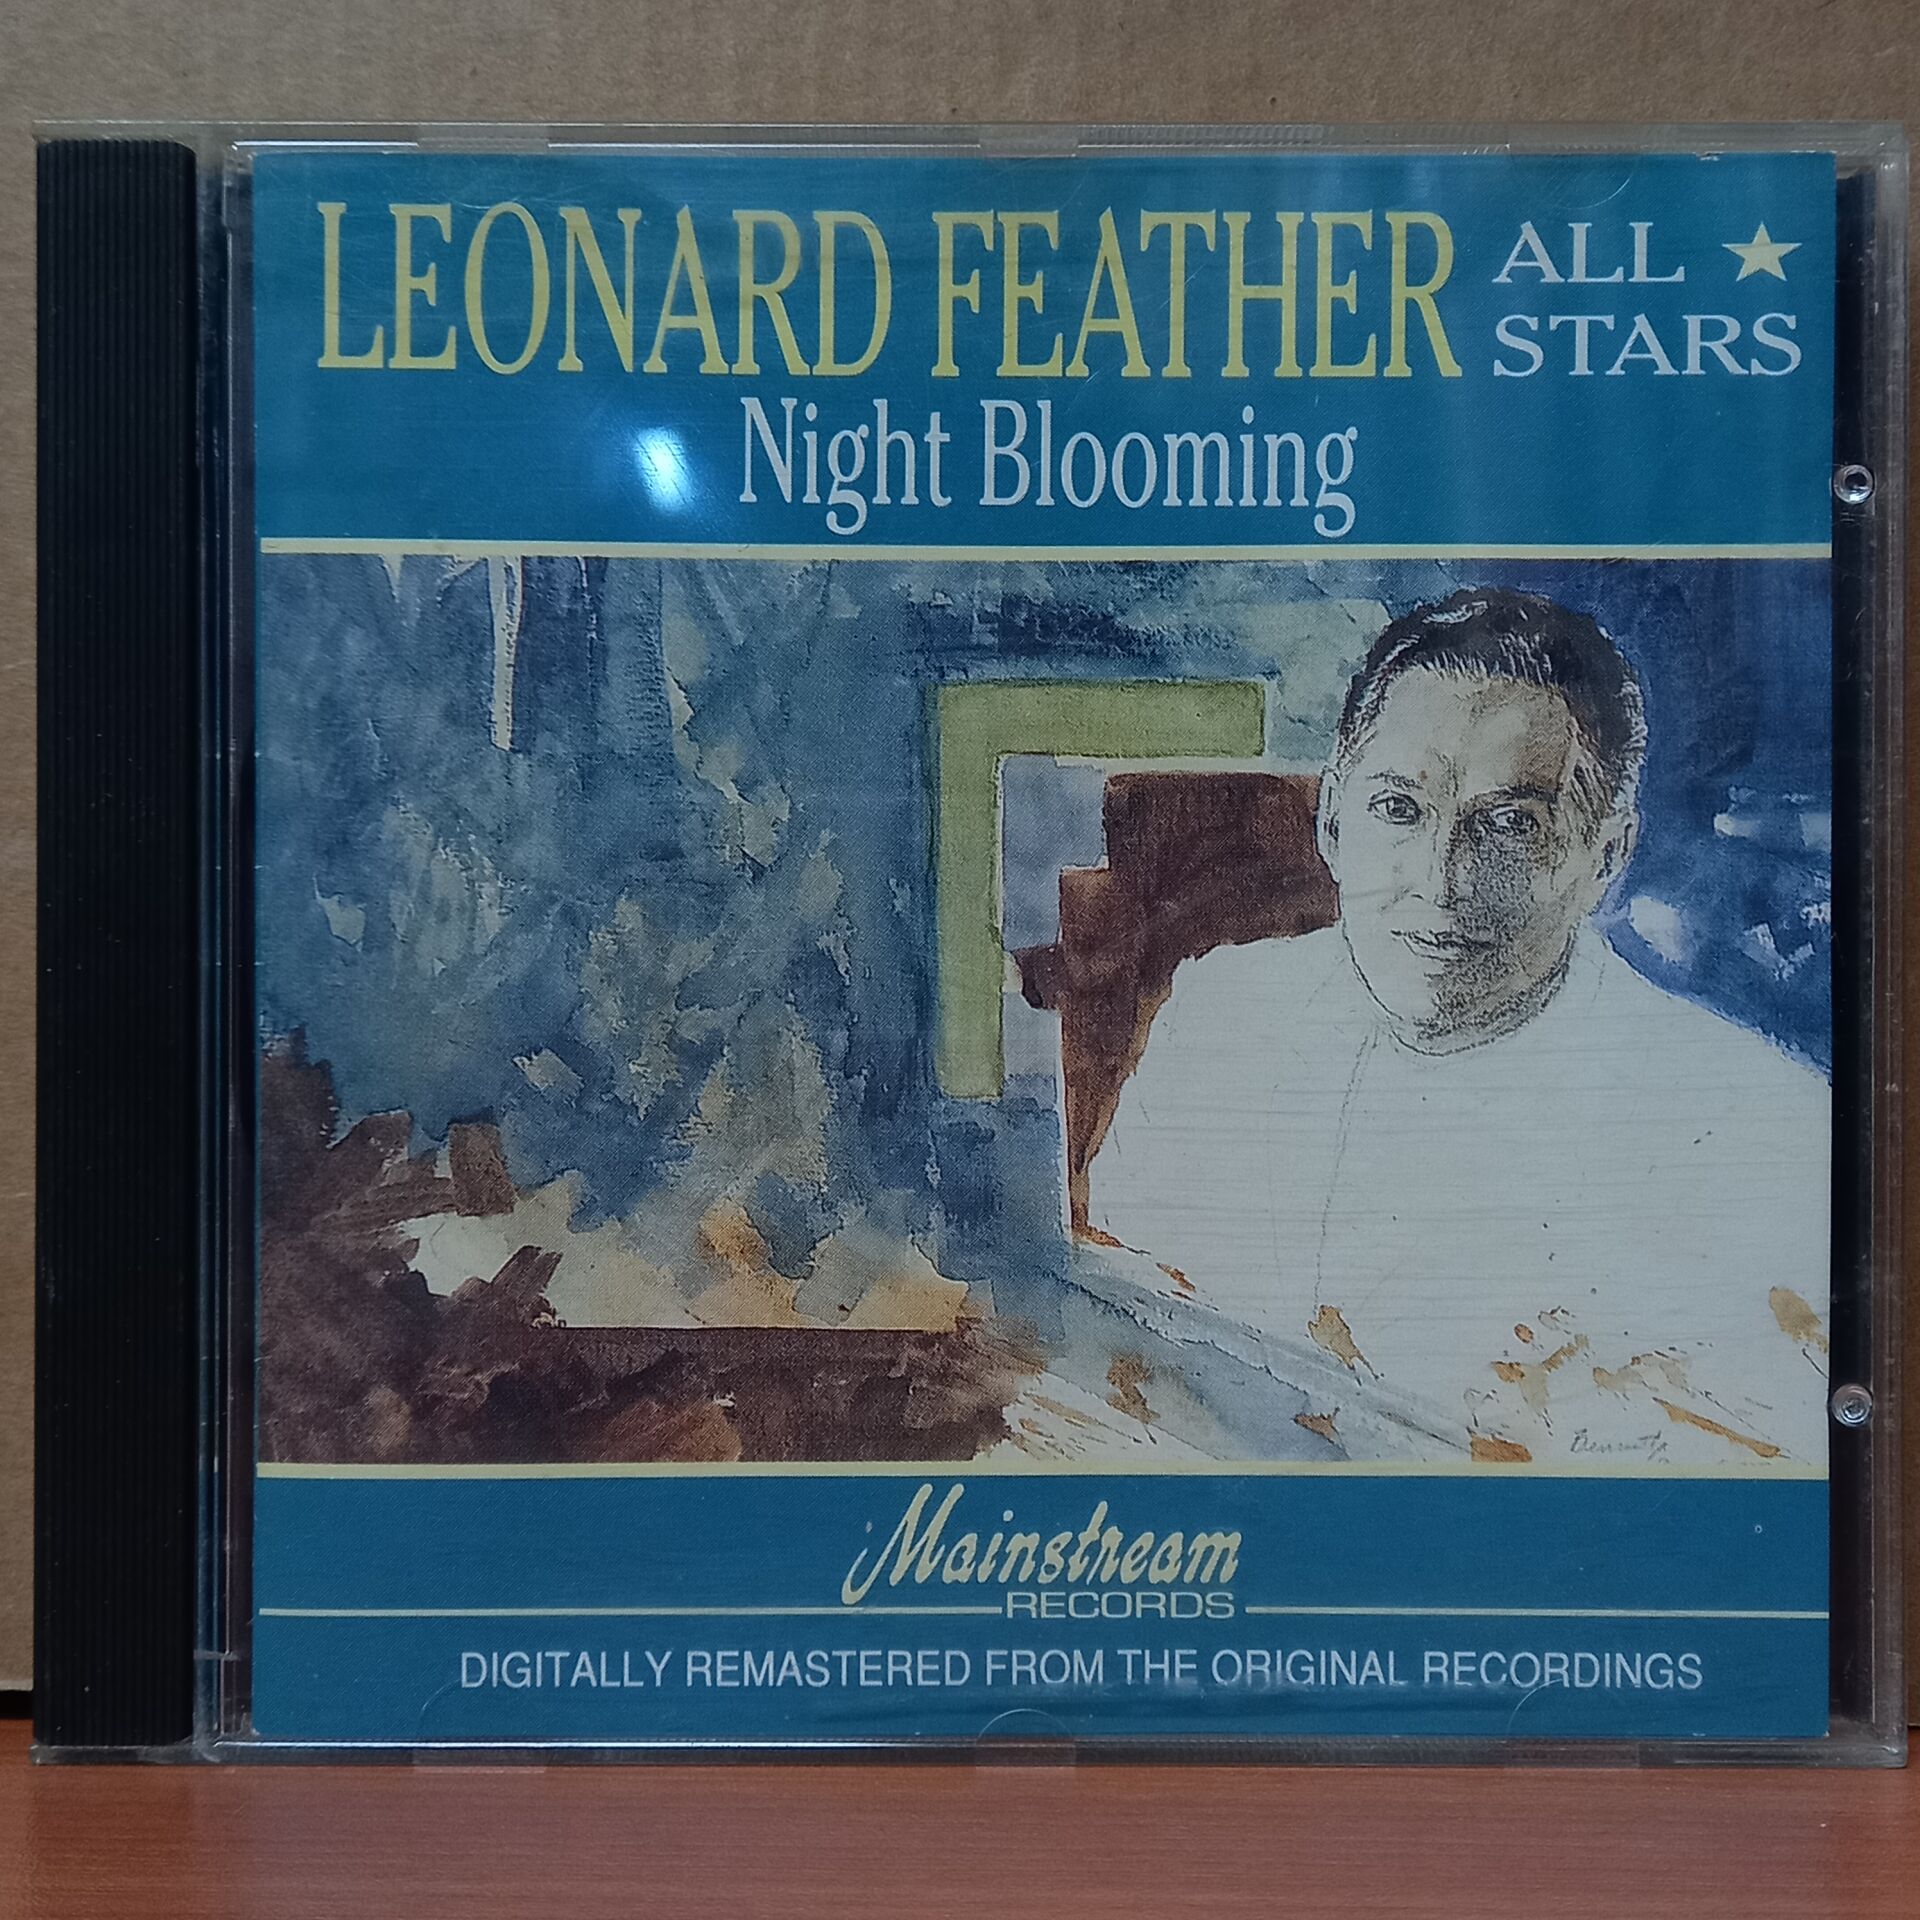 LEONARD FEATHER ALL ★ STARS
Night Blooming
Mainstream
RECORDS
DIGITALLY REMASTERED FROM THE ORIGINAL RECORDINGS